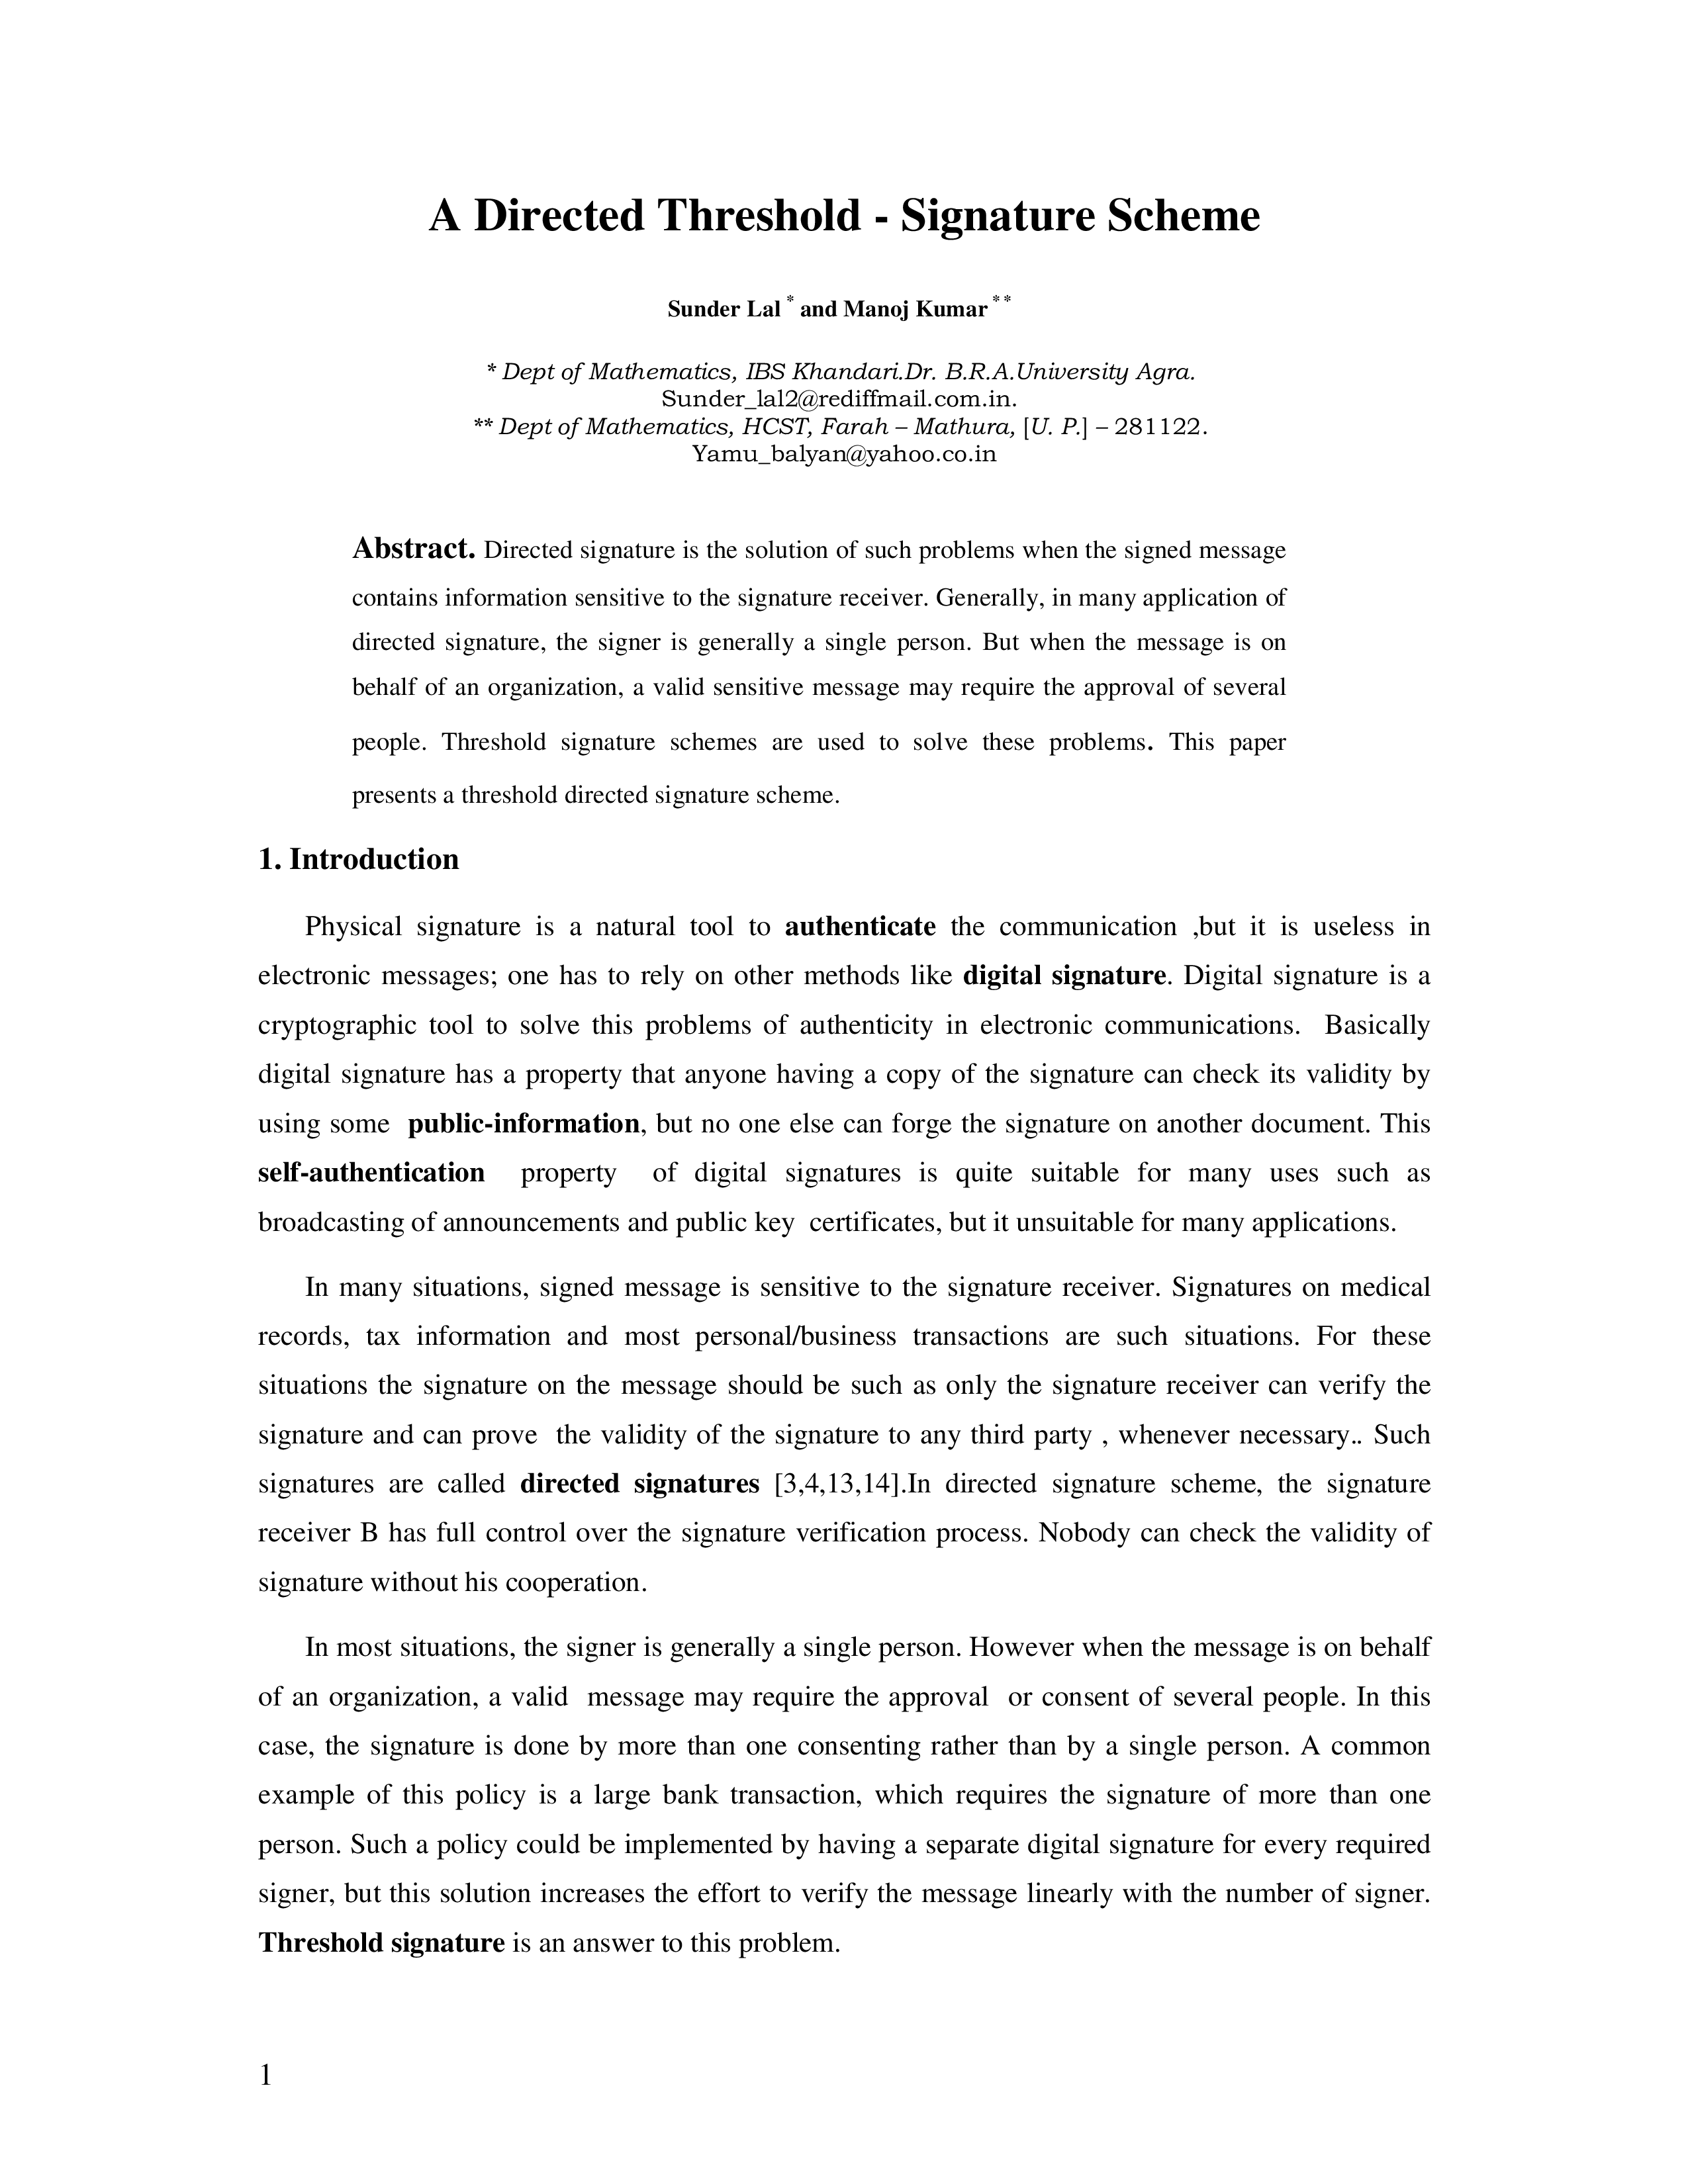 A Directed Threshold - Signature Scheme
Sunder Lal * and Manoj Kumar * *
* Dept of Mathematics, IBS Khandari.Dr. B.R.A.University Agra.
Sunder_lal2@rediffmail.com.in.
** Dept of Mathematics, HCST, Farah – Mathura, [U. P.] – 281122.
Yamu_balyan@yahoo.co.in
Abstract. Directed signature is the solution of such problems when the signed message
contains information sensitive to the signature receiver. Generally, in many application of
directed signature, the signer is generally a single person. But when the message is on
behalf of an organization, a valid sensitive message may require the approval of several
people. Threshold signature schemes are used to solve these problems. This paper
presents a threshold directed signature scheme.
1. Introduction
Physical signature is a natural tool to authenticate the communication ,but it is useless in
electronic messages; one has to rely on other methods like digital signature. Digital signature is a
cryptographic tool to solve this problems of authenticity in electronic communications. Basically
digital signature has a property that anyone having a copy of the signature can check its validity by
using some public-information, but no one else can forge the signature on another document. This
self-authentication property of digital signatures is quite suitable for many uses such as
broadcasting of announcements and public key certificates, but it unsuitable for many applications.
In many situations, signed message is sensitive to the signature receiver. Signatures on medical
records, tax information and most personal/business transactions are such situations. For these
situations the signature on the message should be such as only the signature receiver can verify the
signature and can prove the validity of the signature to any third party , whenever necessary.. Such
signatures are called directed signatures [3,4,13,14].In directed signature scheme, the signature
receiver B has full control over the signature verification process. Nobody can check the validity of
signature without his cooperation.
In most situations, the signer is generally a single person. However when the message is on behalf
of an organization, a valid message may require the approval or consent of several people. In this
case, the signature is done by more than one consenting rather than by a single person. A common
example of this policy is a large bank transaction, which requires the signature of more than one
person. Such a policy could be implemented by having a separate digital signature for every required
signer, but this solution increases the effort to verify the message linearly with the number of signer.
Threshold signature is an answer to this problem.
1